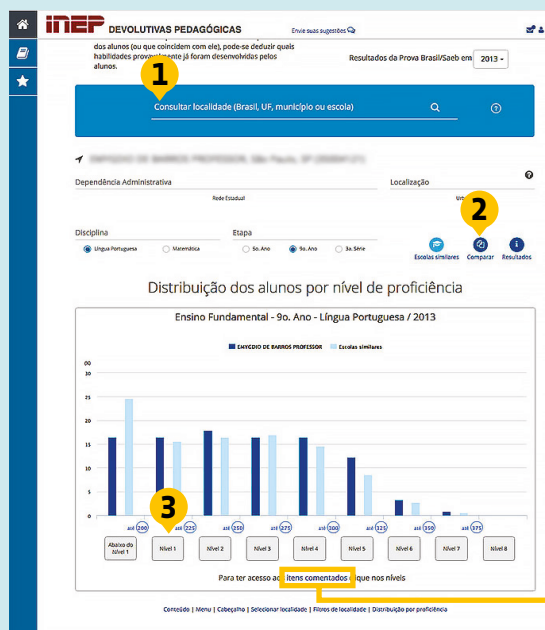 INEP DEVOLUTIVAS PEDAGÓGICAS
Envie suas sugestões
dos alunos (ou que coincidem com ele), pode-se deduzir quais
habilidades já foram desenvolvidas pelos
alunos.
Resultados da Prova Brasil/Saeb em 2013
1
Consultar localidade (Brasil, UF, município ou escola)
EMYGDIO DE BARROS PROFESSOR, São Paulo, SP
Dependência Administrativa
Localização
Rede Estadual
2
Disciplina
Etapa
Língua Portuguesa
Matemática
5o. Ano
9o. Ano
3a. Série
Escolas similares
Comparar
Resultados
Distribuição dos alunos por nível de proficiência
Ensino Fundamental - 9o. Ano - Língua Portuguesa / 2013
EMYGDIO DE BARROS PROFESSOR
Escolas similares
30
25
20
15
10
5
0
3
até 200
até 225
até 250
até 275
até 300
até 325
até 350
até 375
Abaixo do Nível 1
Nível 1
Nível 2
Nível 3
Nível 4
Nível 5
Nível 6
Nível 7
Nível 8
Para ter acesso aos itens comentados clique nos níveis
Conteúdo | Menu | Cabeçalho | Selecionar localidade | Filtros de localidade | Distribuição por proficiência